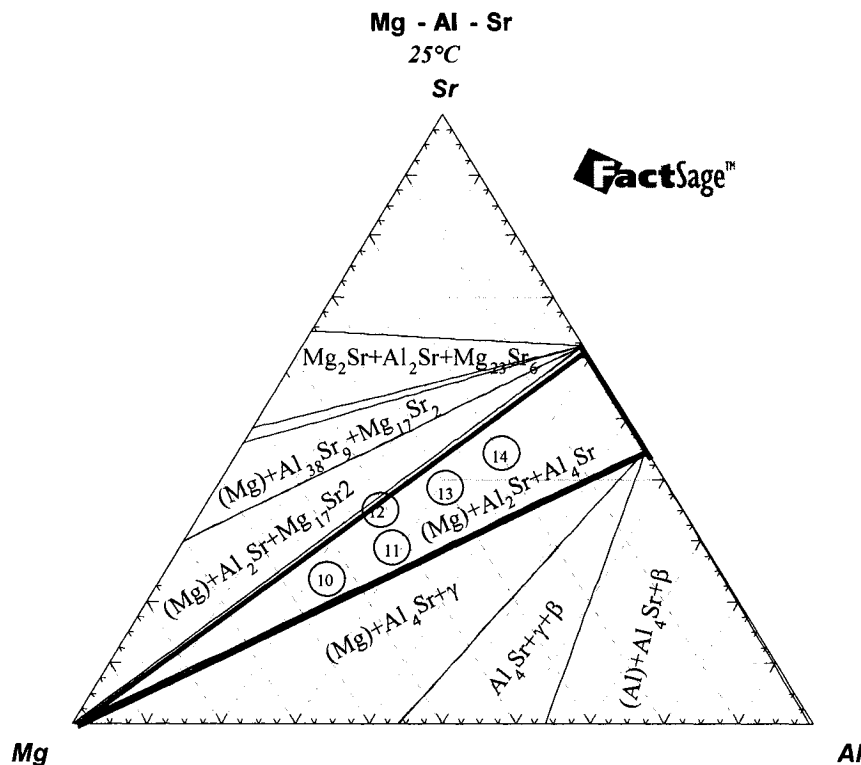 Mg - Al - Sr
25°C
Sr
FactSage™
Mg₂Sr+Al₂Sr+Mg₂₃Sr₆
(Mg)+Al₃₈Sr₉+Mg₁₇Sr₂
(Mg)+Al₂Sr+Mg₁₇Sr2
(Mg)+Al₂Sr+Al₄Sr
14
13
12
11
10
(Mg)+Al₄Sr+γ
Al₄Sr+γ+β
(Al)+Al₄Sr+β
Mg
Al